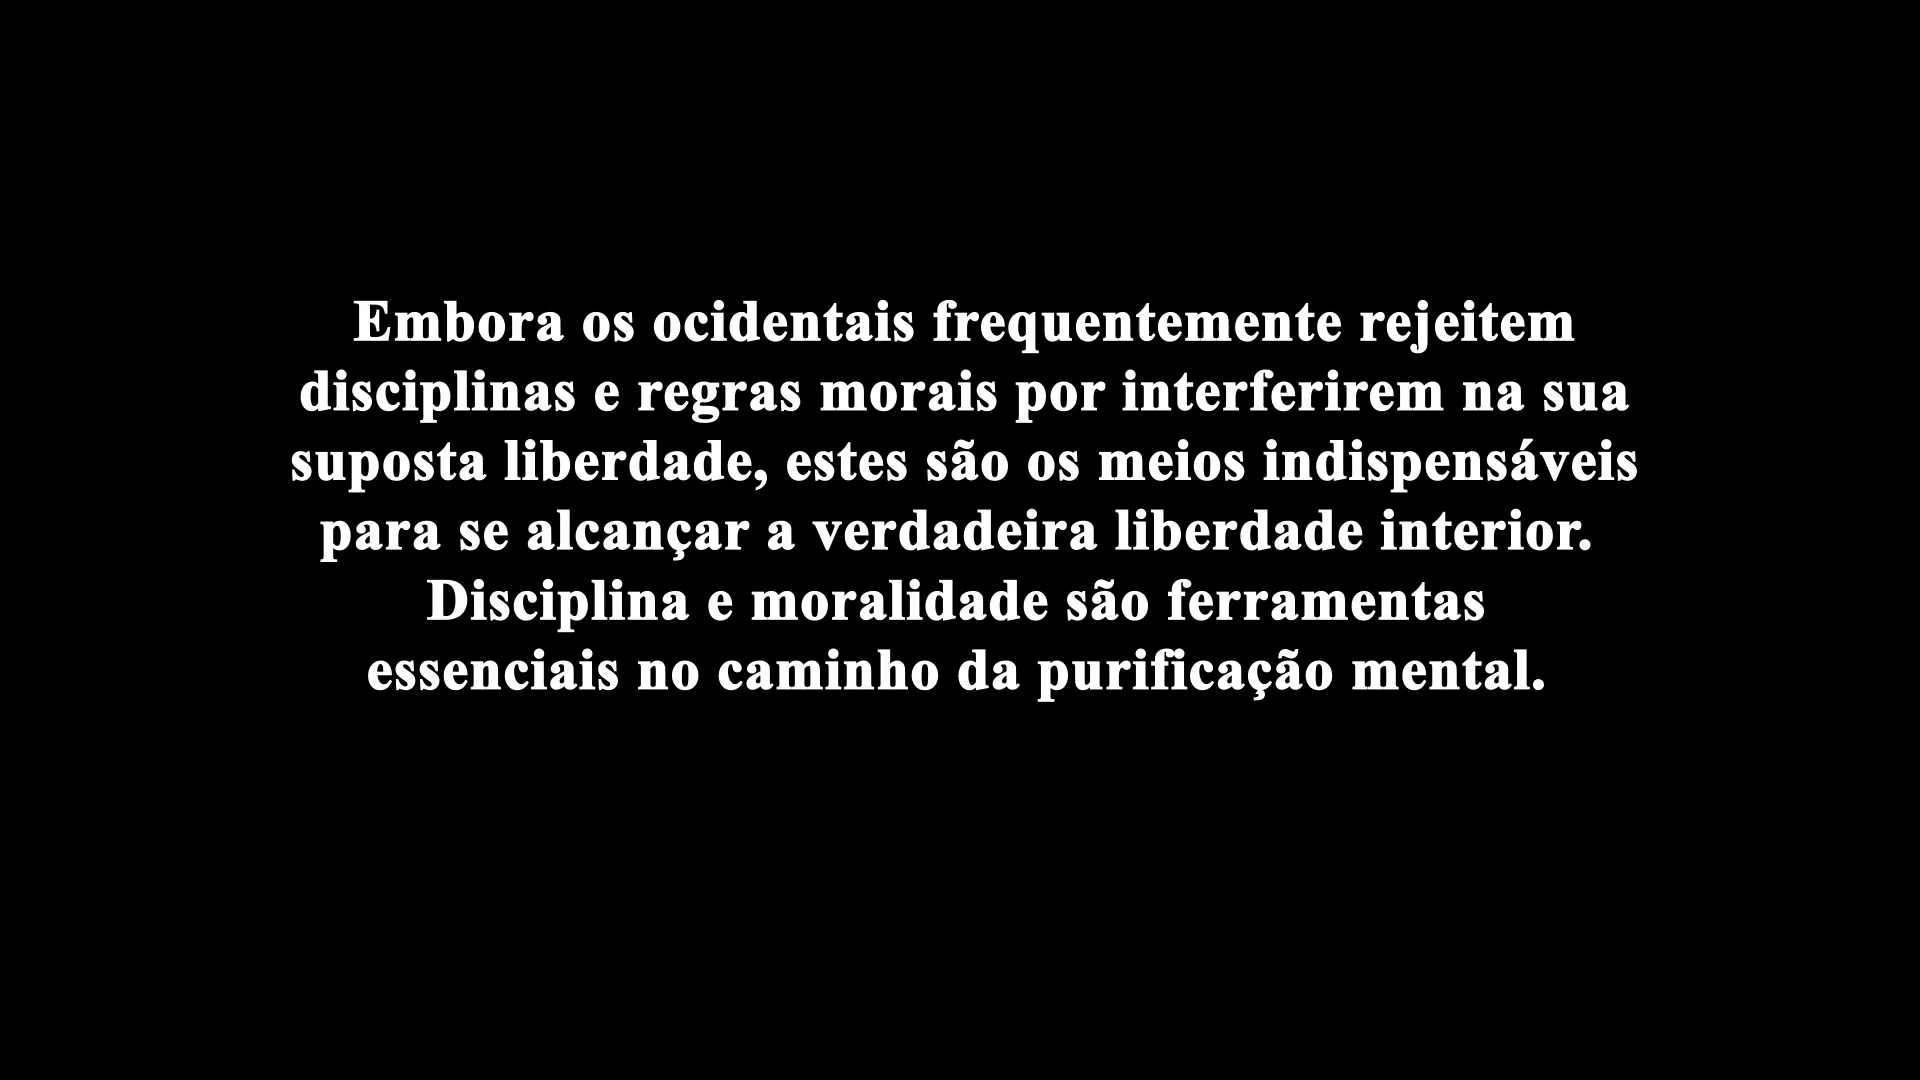 Embora os ocidentais frequentemente rejeitem
disciplinas e regras morais por interferirem na sua
suposta liberdade, estes são os meios indispensáveis
para se alcançar a verdadeira liberdade interior.
Disciplina e moralidade são ferramentas
essenciais no caminho da purificação mental.